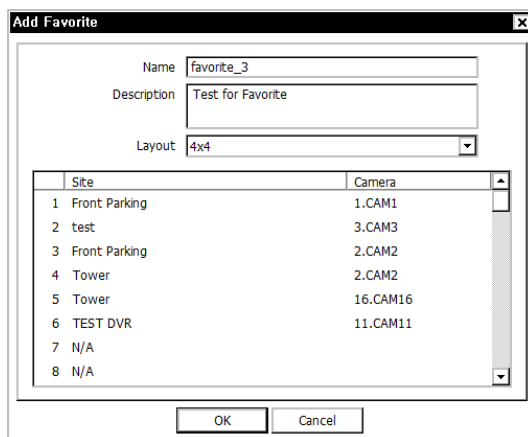 Add Favorite
Name favorite_3
Description Test for Favorite
Layout 4x4
Site Camera
1 Front Parking 1.CAM1
2 test 3.CAM3
3 Front Parking 2.CAM2
4 Tower 2.CAM2
5 Tower 16.CAM16
6 TEST DVR 11.CAM11
7 N/A
8 N/A
OK Cancel